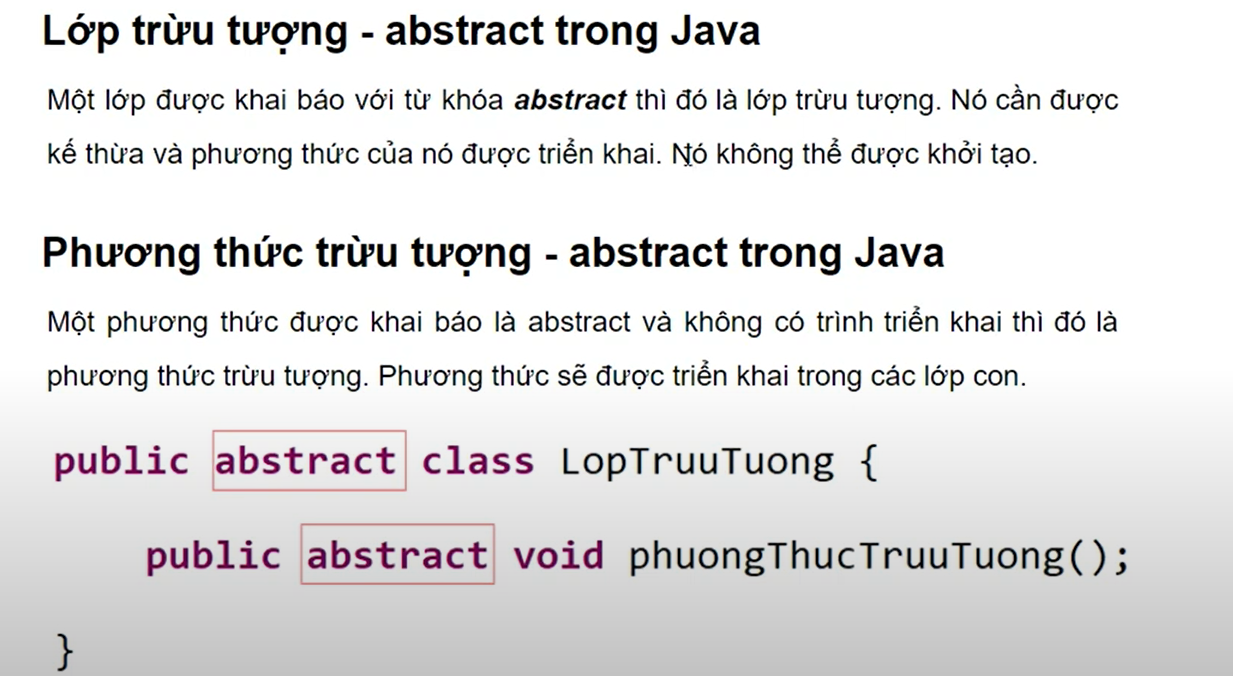 Lớp trừu tượng - abstract trong Java
Một lớp được khai báo với từ khóa abstract thì đó là lớp trừu tượng. Nó cần được
kế thừa và phương thức của nó được triển khai. Nó không thể được khởi tạo.
Phương thức trừu tượng - abstract trong Java
Một phương thức được khai báo là abstract và không có trình triển khai thì đó là
phương thức trừu tượng. Phương thức sẽ được triển khai trong các lớp con.
public abstract class LopTruuTuong {
public abstract void phuongThucTruuTuong();
}